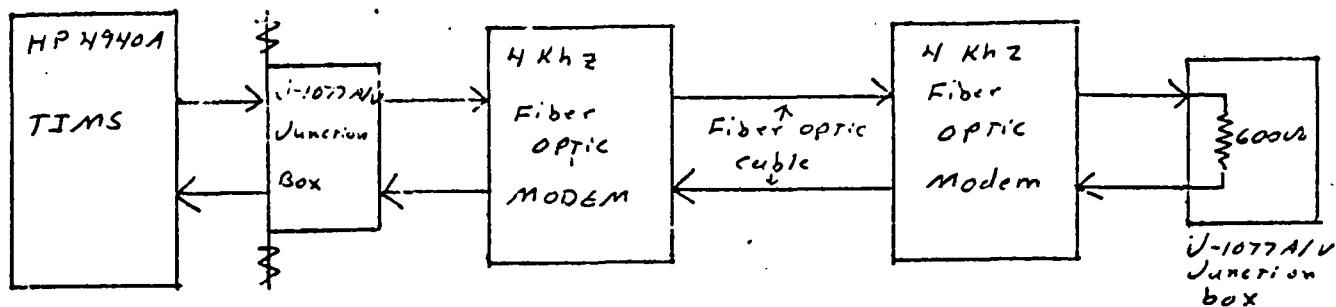 HP 4940A
TIMS
J-1077A/U
Junction
Box
4 Khz
Fiber
Optic
MODEM
Fiber optic
cable
4 Khz
Fiber
Optic
Modem
600Ω
J-1077A/U
Junction
box